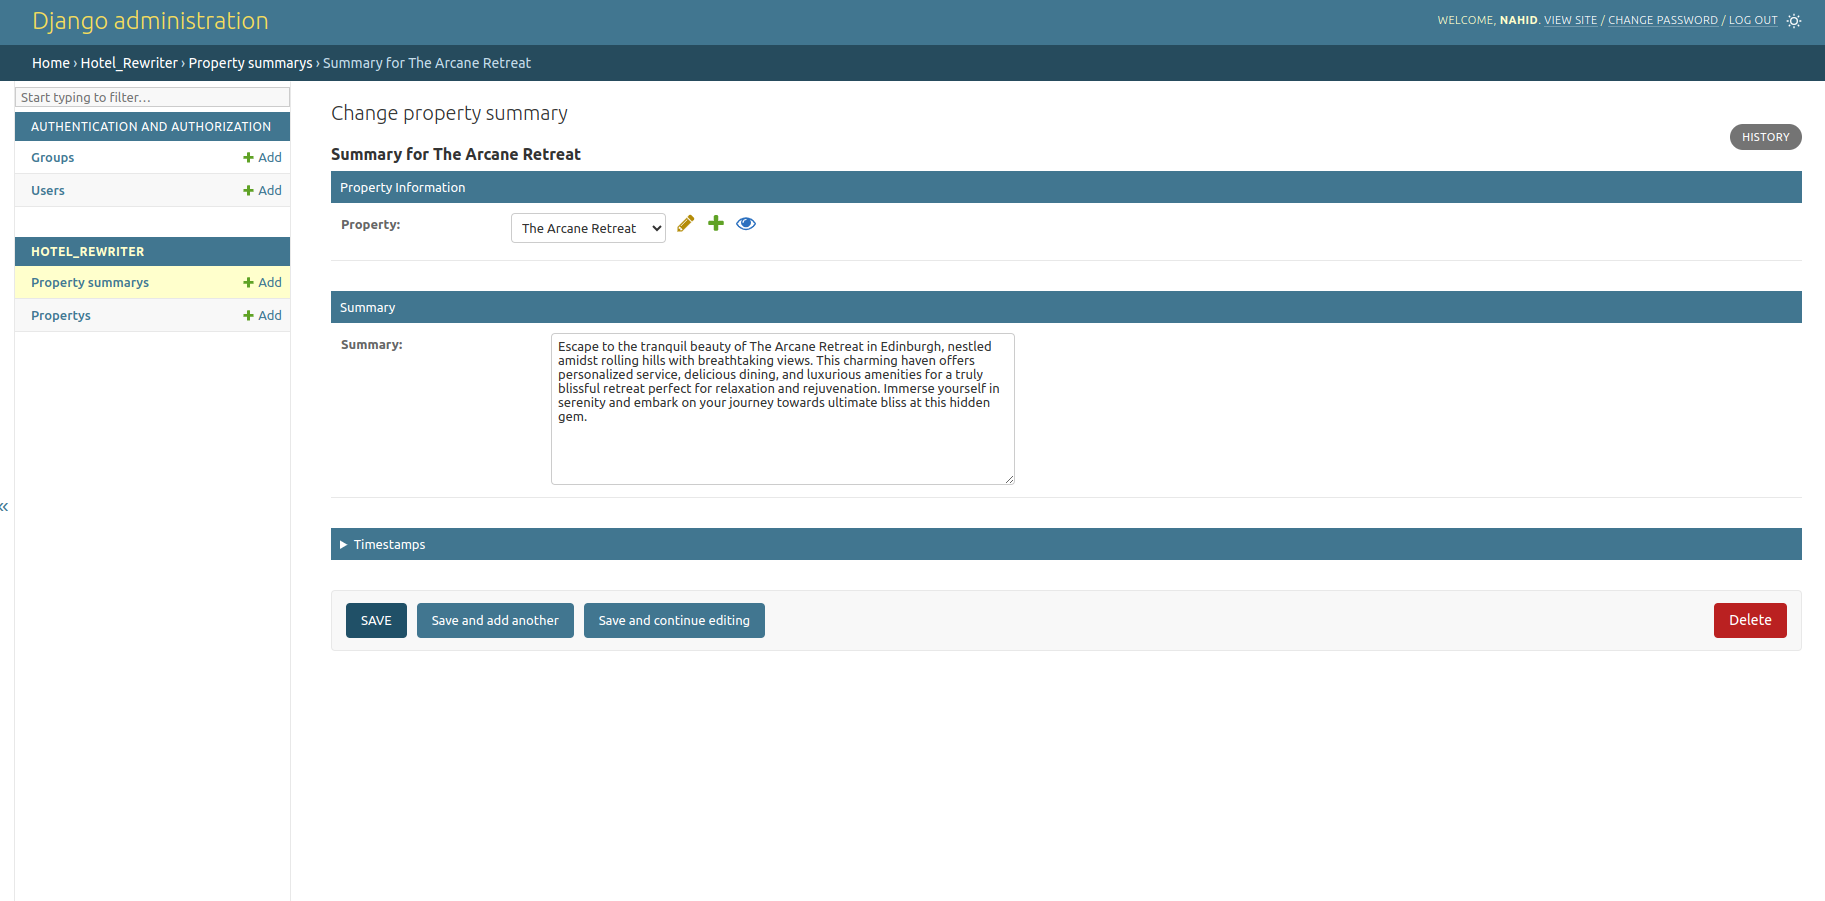 Django administration
WELCOME, NAHID. VIEW SITE / CHANGE PASSWORD / LOG OUT
Home › Hotel_Rewriter › Property summarys › Summary for The Arcane Retreat
Start typing to filter...
AUTHENTICATION AND AUTHORIZATION
Groups + Add
Users + Add
HOTEL_REWRITER
Property summarys + Add
Propertys + Add
«
Change property summary
HISTORY
Summary for The Arcane Retreat
Property Information
Property: The Arcane Retreat
Summary
Summary:
Escape to the tranquil beauty of The Arcane Retreat in Edinburgh, nestled
amidst rolling hills with breathtaking views. This charming haven offers
personalized service, delicious dining, and luxurious amenities for a truly
blissful retreat perfect for relaxation and rejuvenation. Immerse yourself in
serenity and embark on your journey towards ultimate bliss at this hidden
gem.
Timestamps
SAVE Save and add another Save and continue editing Delete